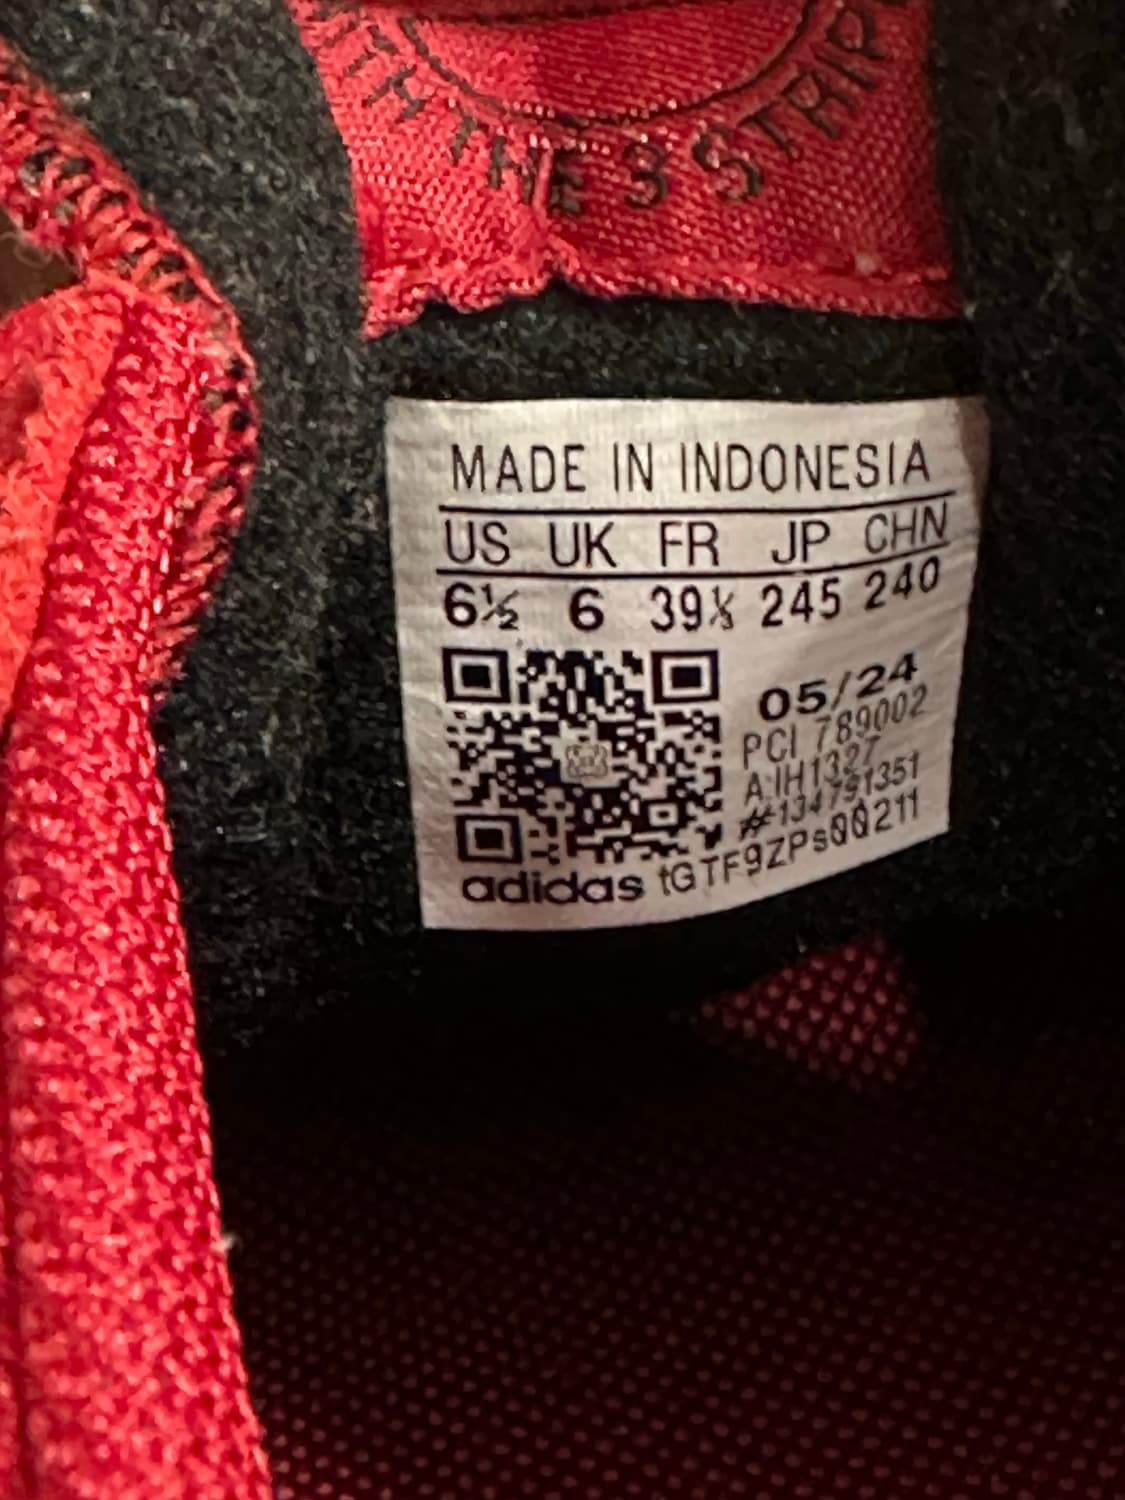 THE 3 STRIP
MADE IN INDONESIA
US UK FR JP CHN
6½ 6 39⅓ 245 240
05/24
PCI 789002
A:IH1327
#134791351
adidas tGTF9ZPs00211